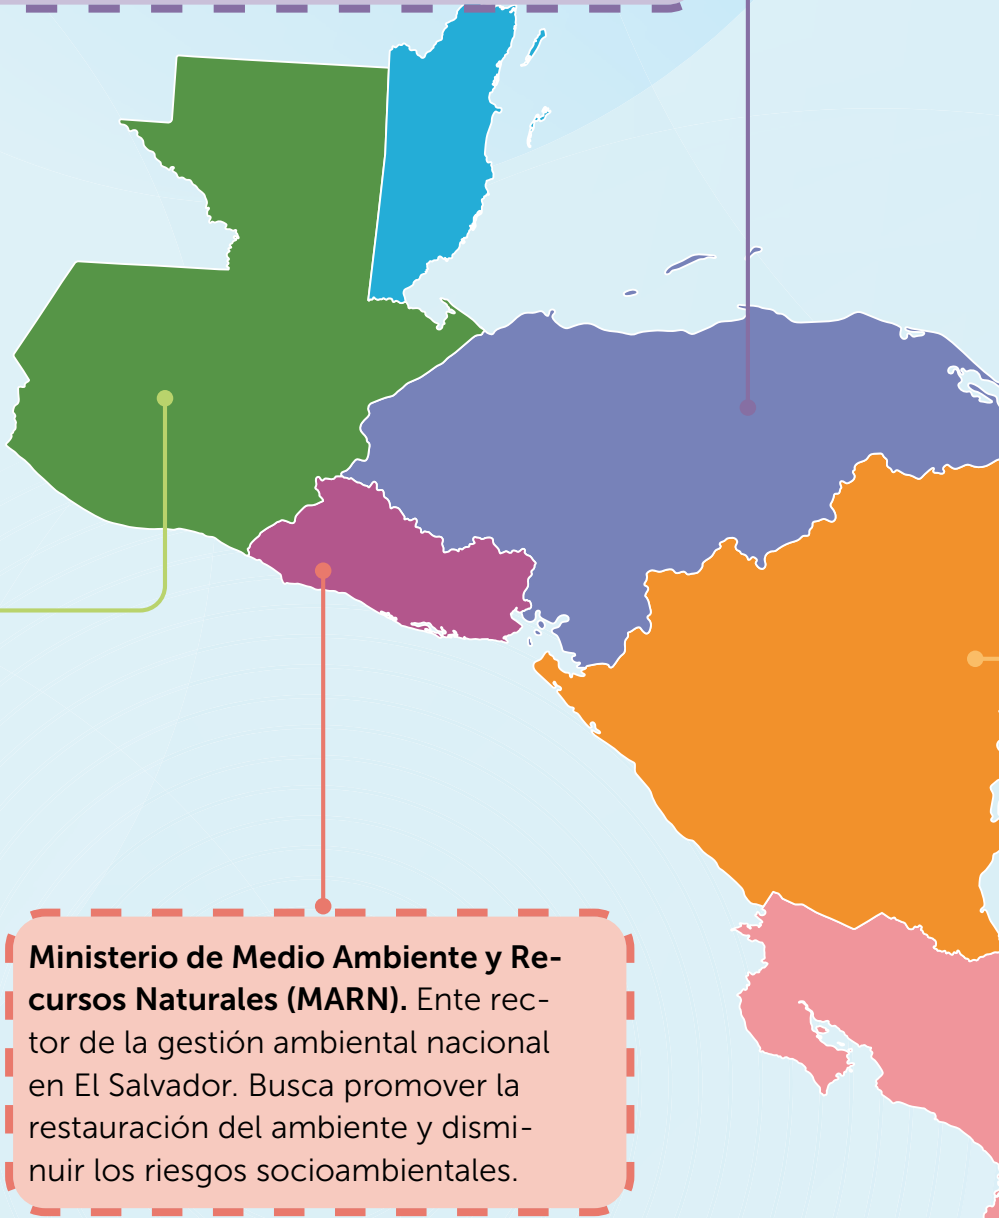 Ministerio de Medio Ambiente y Re-
cursos Naturales (MARN). Ente rec-
tor de la gestión ambiental nacional
en El Salvador. Busca promover la
restauración del ambiente y dismi-
nuir los riesgos socioambientales.